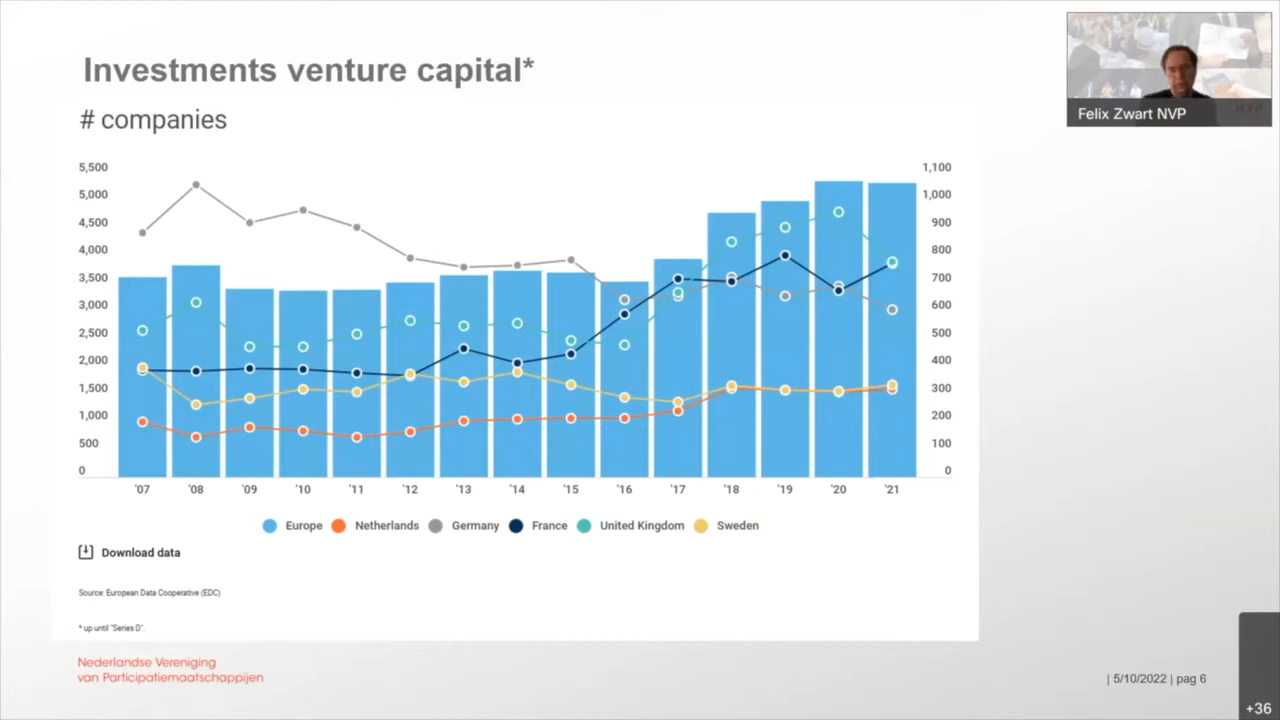 Investments venture capital*
Felix Zwart NVP
# companies
5,500
5,000
4,500
4,000
3,500
3,000
2,500
2,000
1,500
1,000
500
0
1,100
1,000
900
800
700
600
500
400
300
200
100
0
'07 '08 '09 '10 '11 '12 '13 '14 '15 '16 '17 '18 '19 '20 '21
Europe Netherlands Germany France United Kingdom Sweden
Download data
Source: European Data Cooperative (EDC)
* up until "Series D".
Nederlandse Vereniging
van Participatiemaatschappijen
| 5/10/2022 | pag 6
+36